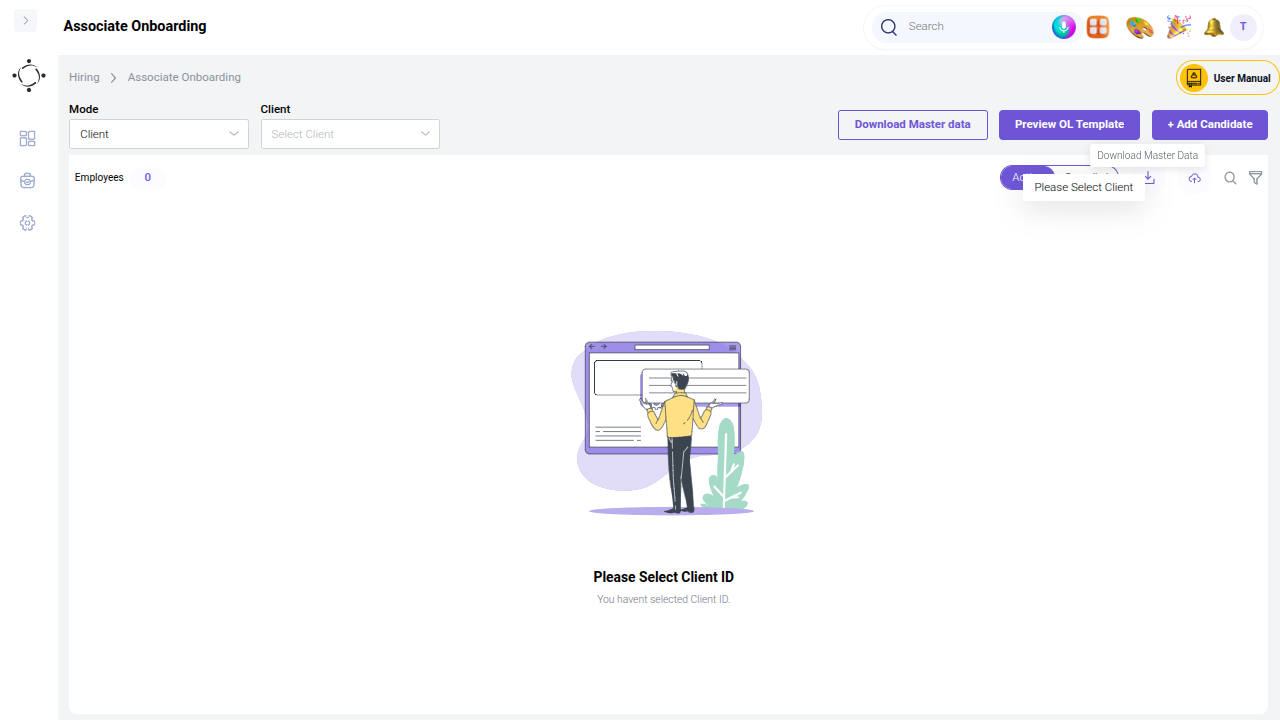 Associate Onboarding
Search
T
Hiring
Associate Onboarding
User Manual
Mode
Client
Client
Select Client
Download Master data
Preview OL Template
+ Add Candidate
Download Master Data
Employees
0
Please Select Client
Please Select Client ID
You havent selected Client ID.